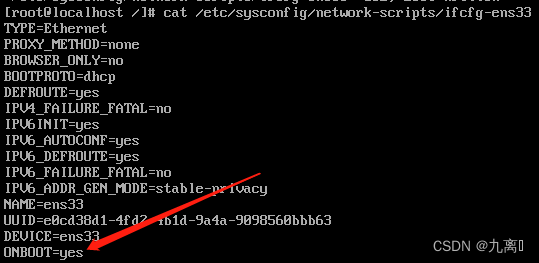 [root@localhost /]# cat /etc/sysconfig/network-scripts/ifcfg-ens33
TYPE=Ethernet
PROXY_METHOD=none
BROWSER_ONLY=no
BOOTPROTO=dhcp
DEFROUTE=yes
IPV4_FAILURE_FATAL=no
IPV6INIT=yes
IPV6_AUTOCONF=yes
IPV6_DEFROUTE=yes
IPV6_FAILURE_FATAL=no
IPV6_ADDR_GEN_MODE=stable-privacy
NAME=ens33
UUID=e0cd38d1-4fd2-4b1d-9a4a-9098560bbb63
DEVICE=ens33
ONBOOT=yes
CSDN @九离